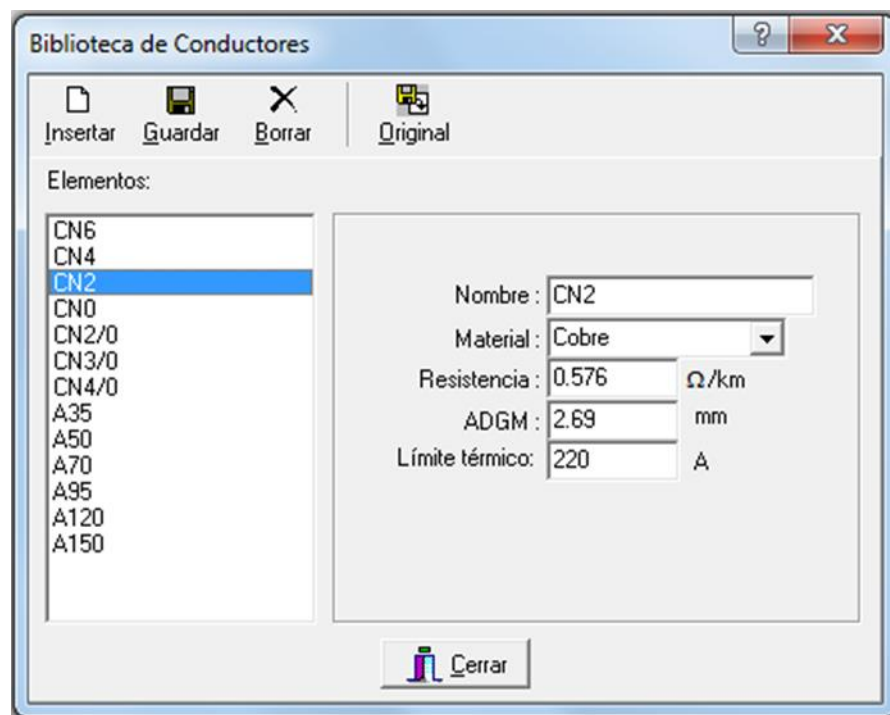 Biblioteca de Conductores
Insertar Guardar Borrar Original
Elementos:
CN6
CN4
CN2
CN0
CN2/0
CN3/0
CN4/0
A35
A50
A70
A95
A120
A150
Nombre : CN2
Material : Cobre
Resistencia : 0.576 Ω/km
ADGM : 2.69 mm
Límite térmico: 220 A
Cerrar